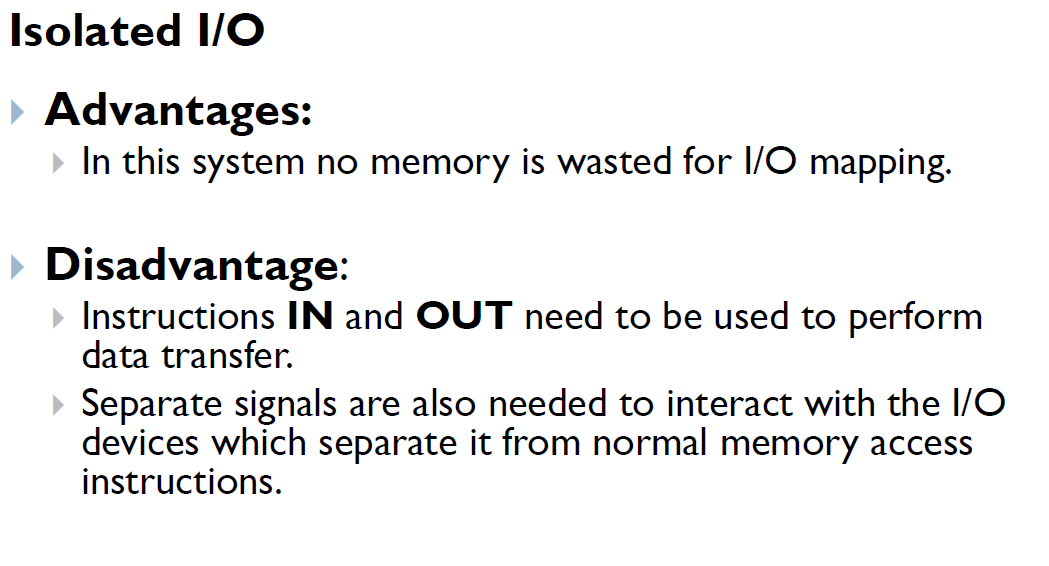 Isolated I/O
Advantages:
In this system no memory is wasted for I/O mapping.
Disadvantage:
Instructions IN and OUT need to be used to perform
data transfer.
Separate signals are also needed to interact with the I/O
devices which separate it from normal memory access
instructions.